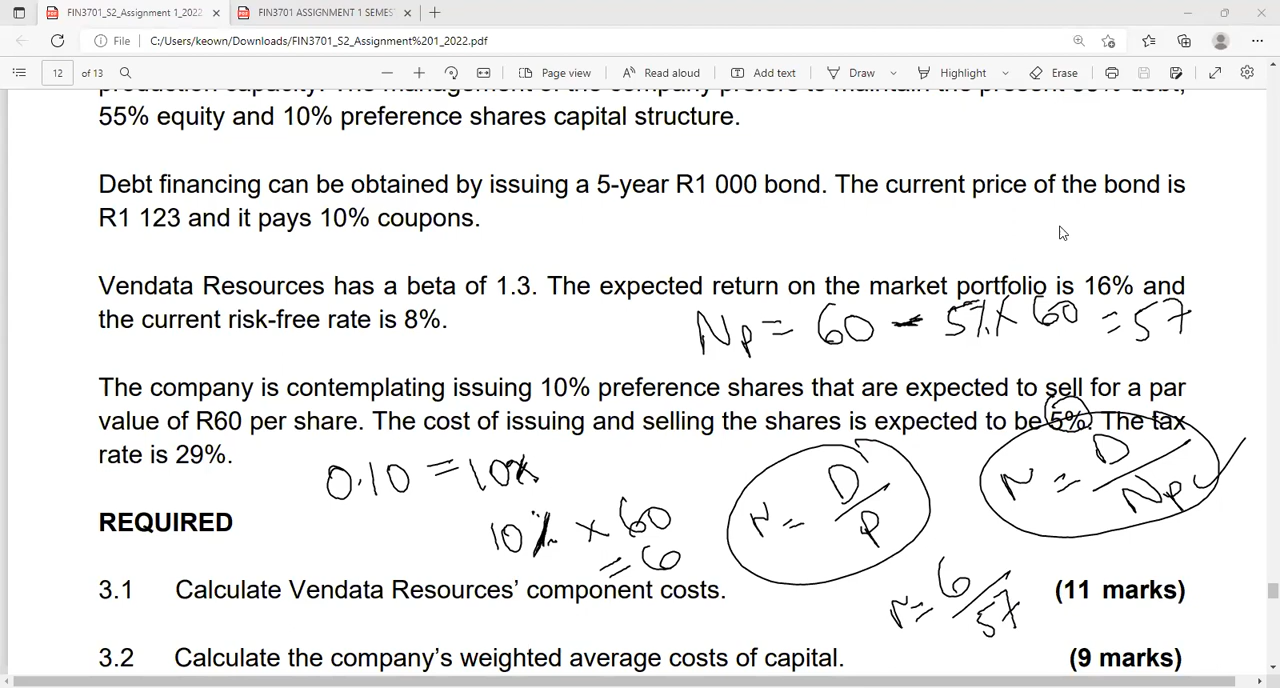 FIN3701_S2_Assignment 1_2022
FIN3701 ASSIGNMENT 1 SEMES
File
C:/Users/keown/Downloads/FIN3701_S2_Assignment%201_2022.pdf
12 of 13
Page view
Read aloud
Add text
Draw
Highlight
Erase
55% equity and 10% preference shares capital structure.
Debt financing can be obtained by issuing a 5-year R1 000 bond. The current price of the bond is
R1 123 and it pays 10% coupons.
Vendata Resources has a beta of 1.3. The expected return on the market portfolio is 16% and
the current risk-free rate is 8%.
Np = 60 - 5% x 60 = 57
The company is contemplating issuing 10% preference shares that are expected to sell for a par
value of R60 per share. The cost of issuing and selling the shares is expected to be 5%. The tax
rate is 29%.
0.10 = 10%
r = D/P
r = D/Np
10% x 60
= 6
REQUIRED
r = 6/57
3.1 Calculate Vendata Resources' component costs. (11 marks)
3.2 Calculate the company's weighted average costs of capital. (9 marks)